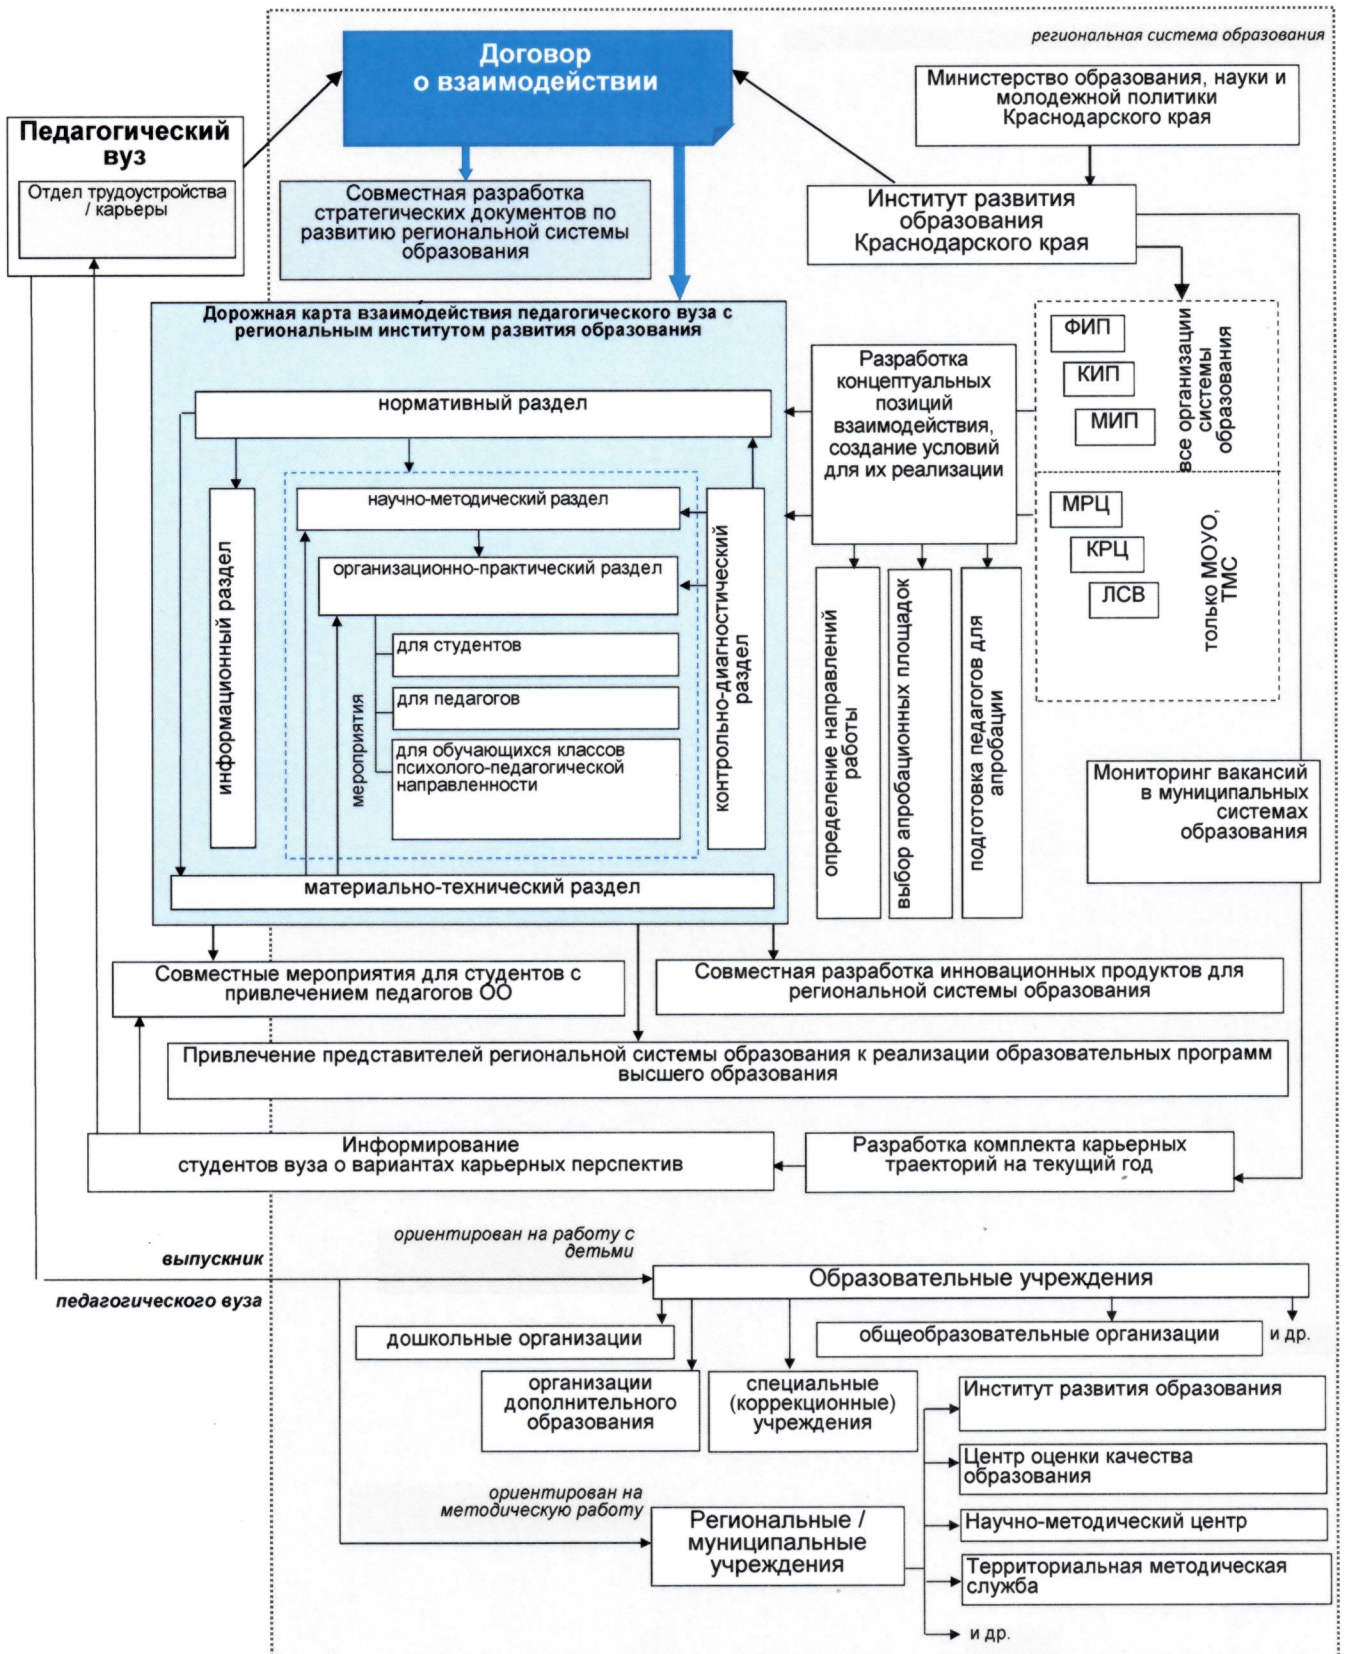 региональная система образования
Договор
о взаимодействии
Министерство образования, науки и
молодежной политики
Краснодарского края
Педагогический
вуз
Отдел трудоустройства
/ карьеры
Совместная разработка
стратегических документов по
развитию региональной системы
образования
Институт развития
образования
Краснодарского края
Дорожная карта взаимодействия педагогического вуза с
региональным институтом развития образования
нормативный раздел
информационный раздел
научно-методический раздел
организационно-практический раздел
мероприятия
для студентов
для педагогов
для обучающихся классов
психолого-педагогической
направленности
контрольно-диагностический
раздел
материально-технический раздел
Разработка
концептуальных
позиций
взаимодействия,
создание условий
для их реализации
определение направлений
работы
выбор апробационных площадок
подготовка педагогов для
апробации
ФИП
КИП
МИП
все организации
системы
образования
МРЦ
КРЦ
ЛСВ
только МОУО,
ТМС
Мониторинг вакансий
в муниципальных
системах
образования
Совместные мероприятия для студентов с
привлечением педагогов ОО
Совместная разработка инновационных продуктов для
региональной системы образования
Привлечение представителей региональной системы образования к реализации образовательных программ
высшего образования
Информирование
студентов вуза о вариантах карьерных перспектив
Разработка комплекта карьерных
траекторий на текущий год
выпускник
педагогического вуза
ориентирован на работу с
детьми
Образовательные учреждения
дошкольные организации
общеобразовательные организации
и др.
организации
дополнительного
образования
специальные
(коррекционные)
учреждения
ориентирован на
методическую работу
Региональные /
муниципальные
учреждения
Институт развития образования
Центр оценки качества
образования
Научно-методический центр
Территориальная методическая
служба
и др.